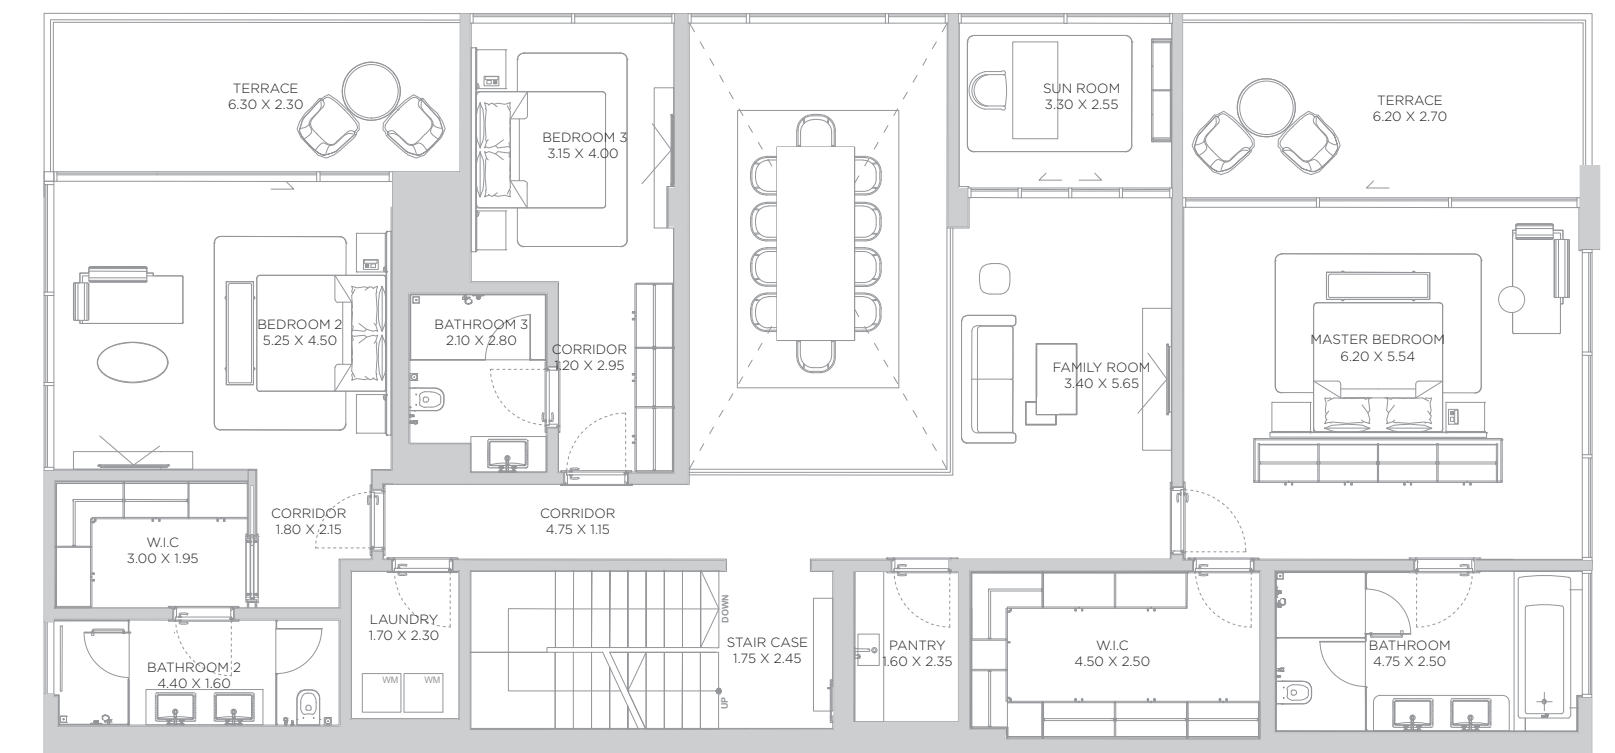 TERRACE
6.30 X 2.30
BEDROOM 3
3.15 X 4.00
SUN ROOM
3.30 X 2.55
TERRACE
6.20 X 2.70
BEDROOM 2
5.25 X 4.50
BATHROOM 3
2.10 X 2.80
CORRIDOR
1.20 X 2.95
FAMILY ROOM
3.40 X 5.65
MASTER BEDROOM
6.20 X 5.54
W.I.C
3.00 X 1.95
CORRIDOR
1.80 X 2.15
CORRIDOR
4.75 X 1.15
LAUNDRY
1.70 X 2.30
WM
WM
DOWN
UP
STAIR CASE
1.75 X 2.45
PANTRY
1.60 X 2.35
W.I.C
4.50 X 2.50
BATHROOM
4.75 X 2.50
BATHROOM 2
4.40 X 1.60